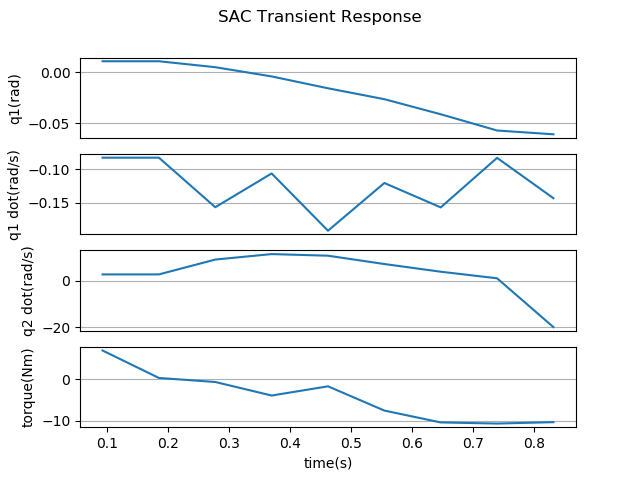 SAC Transient Response
q1(rad)
0.00
−0.05
q1 dot(rad/s)
−0.10
−0.15
q2 dot(rad/s)
0
−20
torque(Nm)
0
−10
0.1 0.2 0.3 0.4 0.5 0.6 0.7 0.8
time(s)